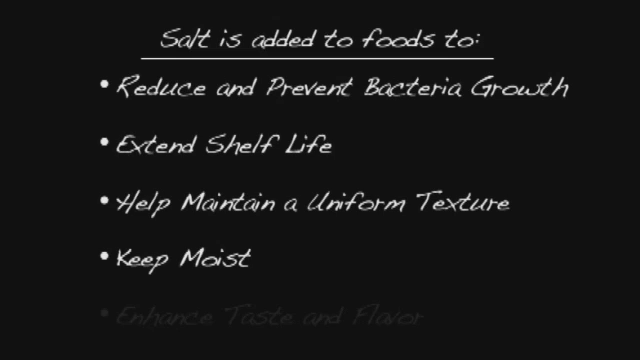 Salt is added to foods to:
• Reduce and Prevent Bacteria Growth
• Extend Shelf Life
• Help Maintain a Uniform Texture
• Keep Moist
• Enhance Taste and Flavor